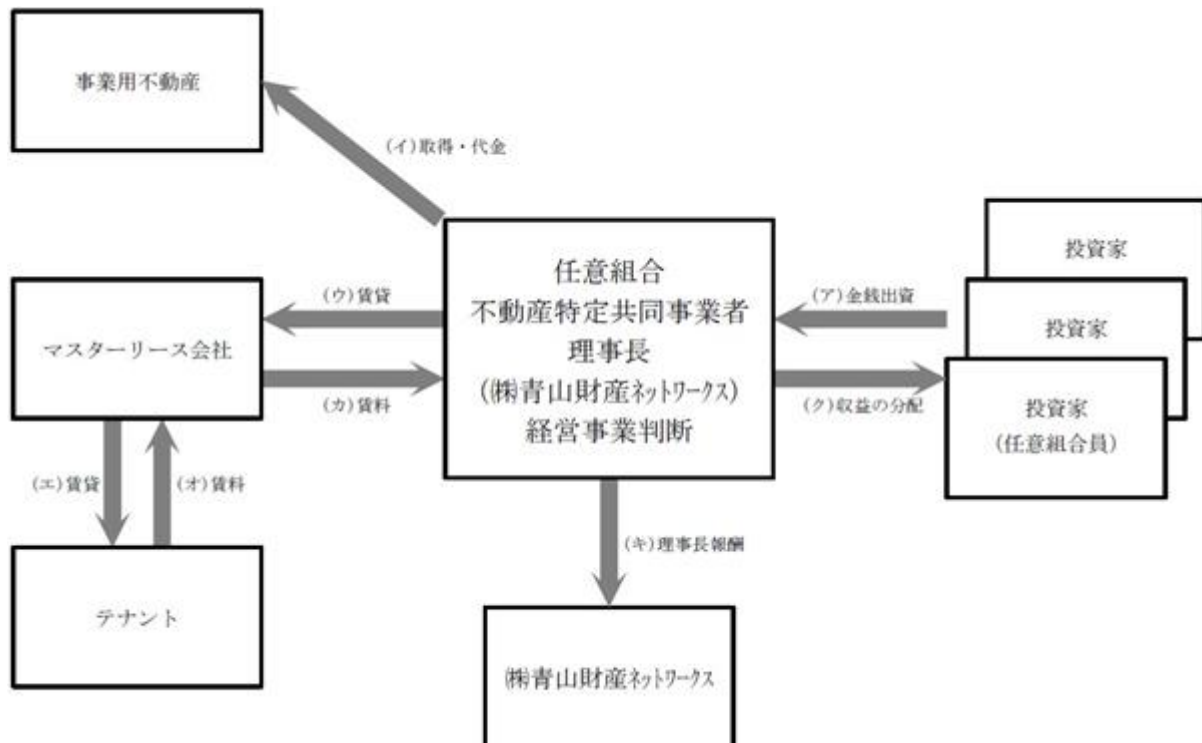 事業用不動産
(イ)取得・代金
投資家
投資家
投資家
(任意組合員)
任意組合
不動産特定共同事業者
理事長
(㈱青山財産ネットワークス)
経営事業判断
(ア)金銭出資
(ク)収益の分配
(ウ)賃貸
(カ)賃料
マスターリース会社
(エ)賃貸
(オ)賃料
(キ)理事長報酬
テナント
㈱青山財産ネットワークス